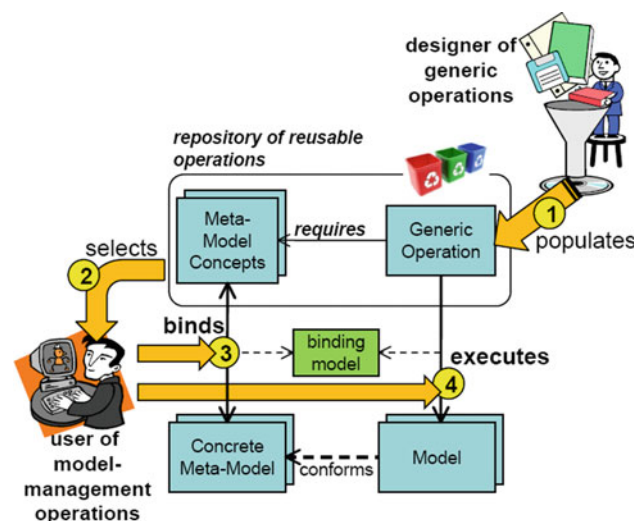 designer of
generic
operations
repository of reusable
operations
1
populates
Meta-
Model
Concepts
requires
Generic
Operation
selects
2
binds
3
binding
model
executes
4
user of
model-
management
operations
Concrete
Meta-Model
conforms
Model